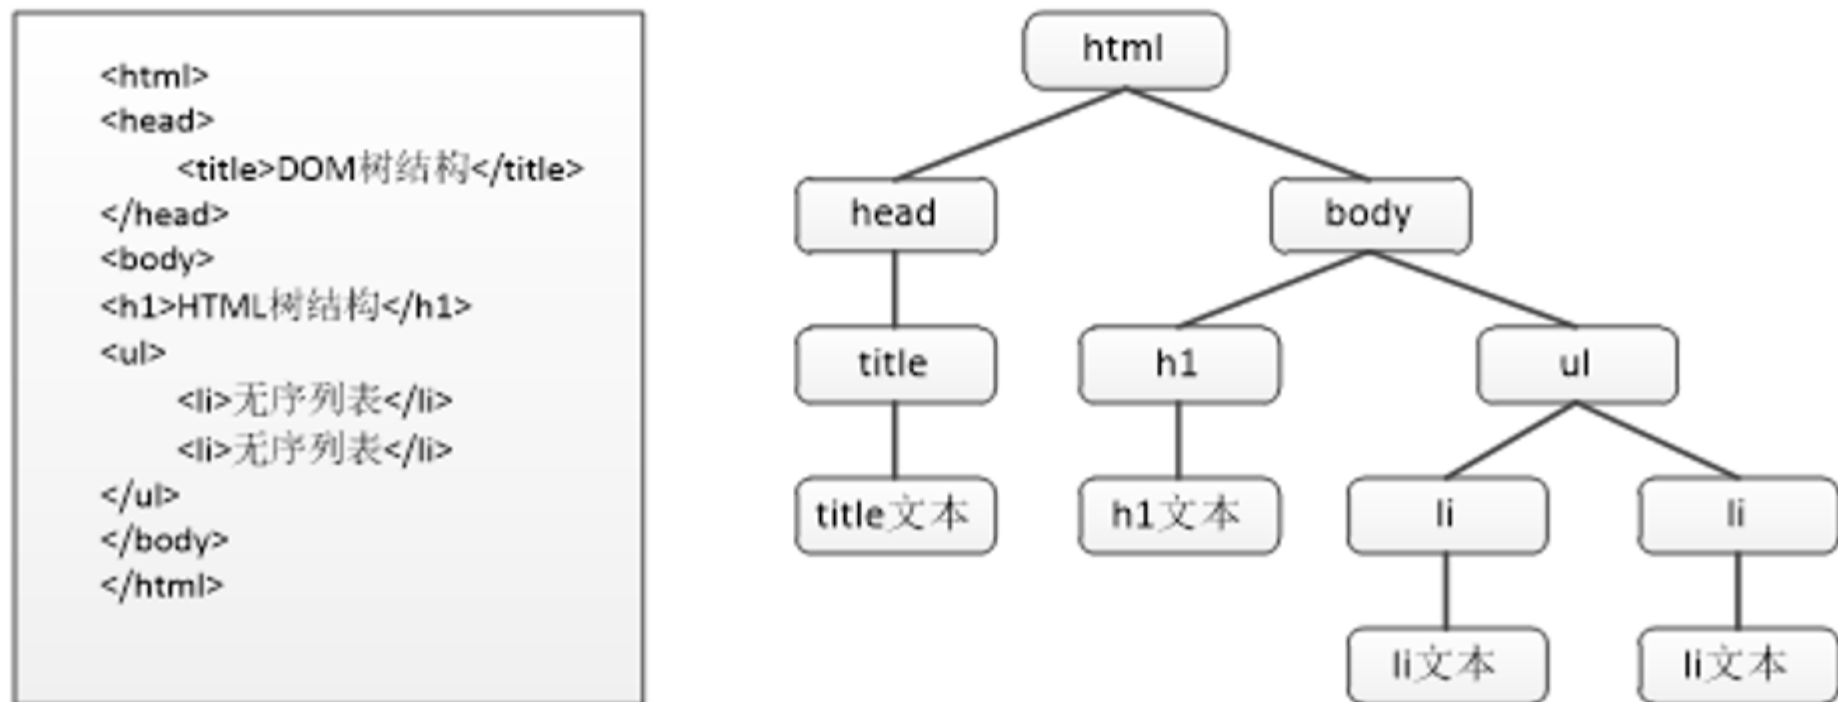 <html>
<head>
<title>DOM树结构</title>
</head>
<body>
<h1>HTML树结构</h1>
<ul>
<li>无序列表</li>
<li>无序列表</li>
</ul>
</body>
</html>
html
head
body
title
h1
ul
title文本
h1文本
li
li
li文本
li文本